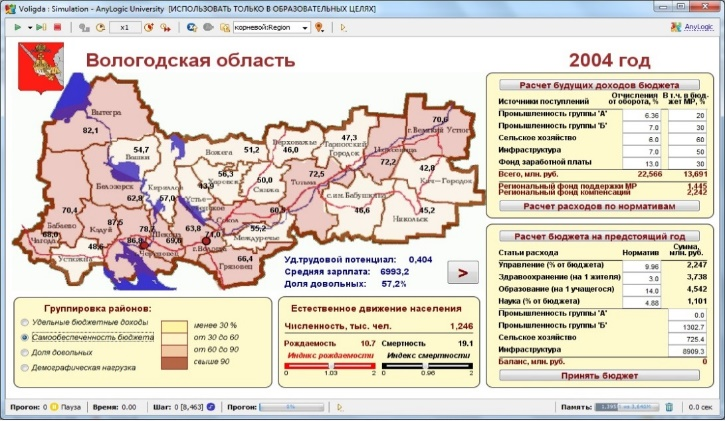 Voligda : Simulation - AnyLogic University [ИСПОЛЬЗОВАТЬ ТОЛЬКО В ОБРАЗОВАТЕЛЬНЫХ ЦЕЛЯХ]
x1
корневой:Region
AnyLogic
Вологодская область
2004 год
Вытегра
82,1
54,7
Вашки
Вожега
51,2
Верховажье
46,0
47,3
Тарногский Городок
70,6
г.Великий Устюг
72,2
42,8
Кич-Городок
56,3
50,0
Сямжа
72,5
Тотьма
Белозерск
62,8
Кириллов
57,0
43,9
с.им.Бабушкина
46,6
45,2
Никольск
70,4
Бабаево
87,5
Кадуй
78,7
Шексна
63,8
71,0
г.Вологда
Сокол
55,2
Междуречье
68,0
Чагода
48,6
Устюжна
86,8
Череповец
69,0
66,4
Грязовец
Уд.трудовой потенциал: 0,404
Средняя зарплата: 6993,2
Доля довольных: 57,2%
>
Расчет будущих доходов бюджета
Источники поступлений
Отчисления от оборота, %
В т.ч. в бюджет МР, %
Промышленность группы 'А' 6.36 20
Промышленность группы 'Б' 7.0 30
Сельское хозяйство 6.0 60
Инфраструктура 7.0 50
Фонд заработной платы 13.0 30
Всего, млн. руб. 22,566 13,691
Региональный фонд поддержки МР 1,445
Региональный фонд компенсации 2,242
Расчет расходов по нормативам
Расчет бюджета на предстоящий год
Статьи расхода Норматив Сумма, млн. руб.
Управление (% от бюджета) 9.96 2,247
Здравоохранение (на 1 жителя) 3.0 3,738
Образование (на 1 учащегося) 14.0 4,542
Наука (% от бюджета) 4.88 1,101
Промышленность группы 'А' 0.0
Промышленность группы 'Б' 1302.7
Сельское хозяйство 725.4
Инфраструктура 8909.3
Баланс, млн. руб. 0
Принять бюджет
Группировка районов:
Удельные бюджетные доходы
Самообеспеченность бюджета
Доля довольных
Демографическая нагрузка
менее 30 %
от 30 до 60
от 60 до 90
свыше 90
Естественное движение населения
Численность, тыс. чел. 1,246
Рождаемость 10.7 Смертность 19.1
Индекс рождаемости Индекс смертности
0 1.03 2 0 0.96 2
Прогон: 0 Пауза Время: 0.00 Шаг: 0 [8,463] Прогон: 0% Память: 0.0 сек